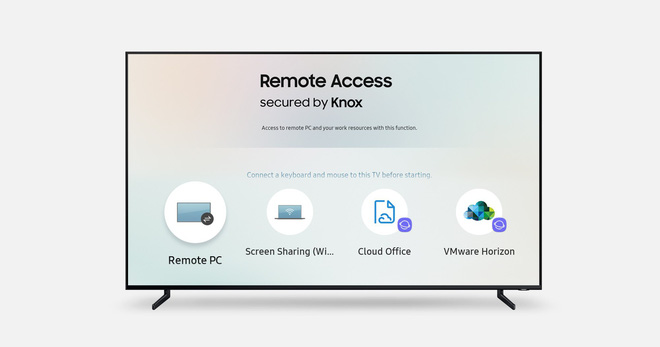 Remote Access
secured by Knox
Access to remote PC and your work resources with this function.
Connect a keyboard and mouse to this TV before starting.
Remote PC
Screen Sharing (Wi...
Cloud Office
VMware Horizon